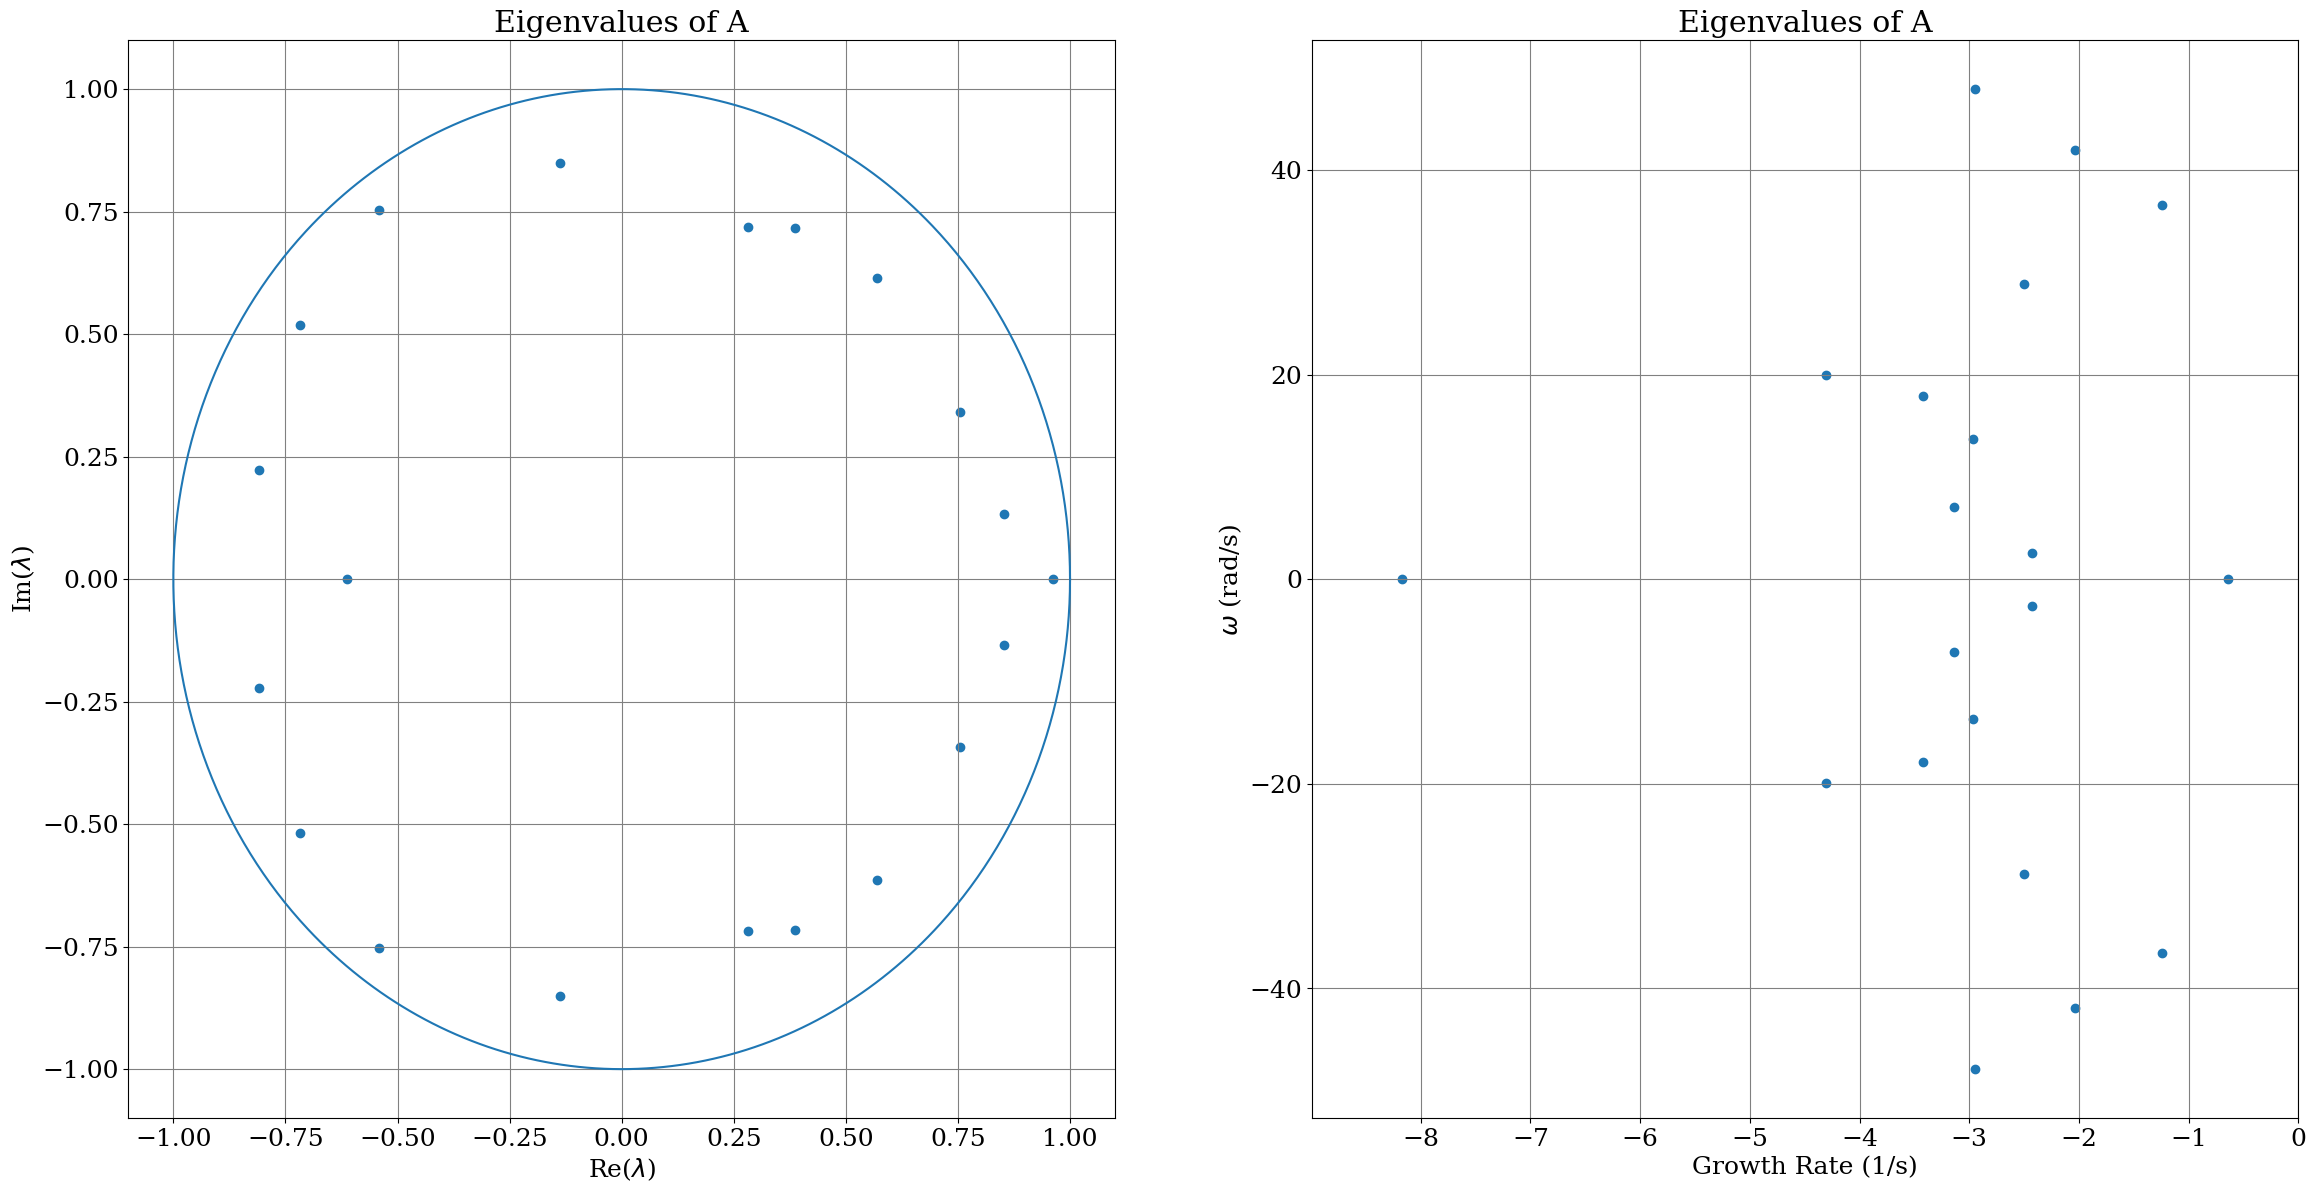 Eigenvalues of A
1.00
0.75
0.50
0.25
0.00
−0.25
−0.50
−0.75
−1.00
Im(λ)
−1.00 −0.75 −0.50 −0.25 0.00 0.25 0.50 0.75 1.00
Re(λ)
Eigenvalues of A
40
20
0
−20
−40
ω (rad/s)
−8 −7 −6 −5 −4 −3 −2 −1 0
Growth Rate (1/s)